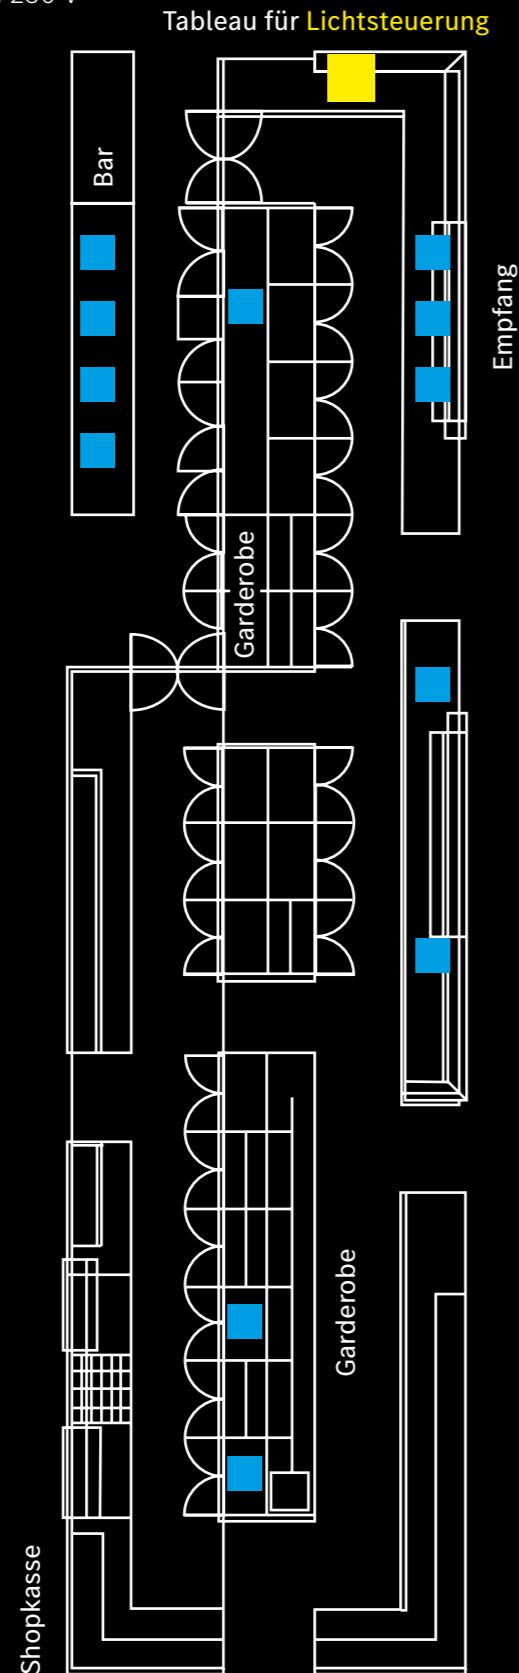 Tableau für Lichtsteuerung
Bar
Empfang
Garderobe
Garderobe
Shopkasse